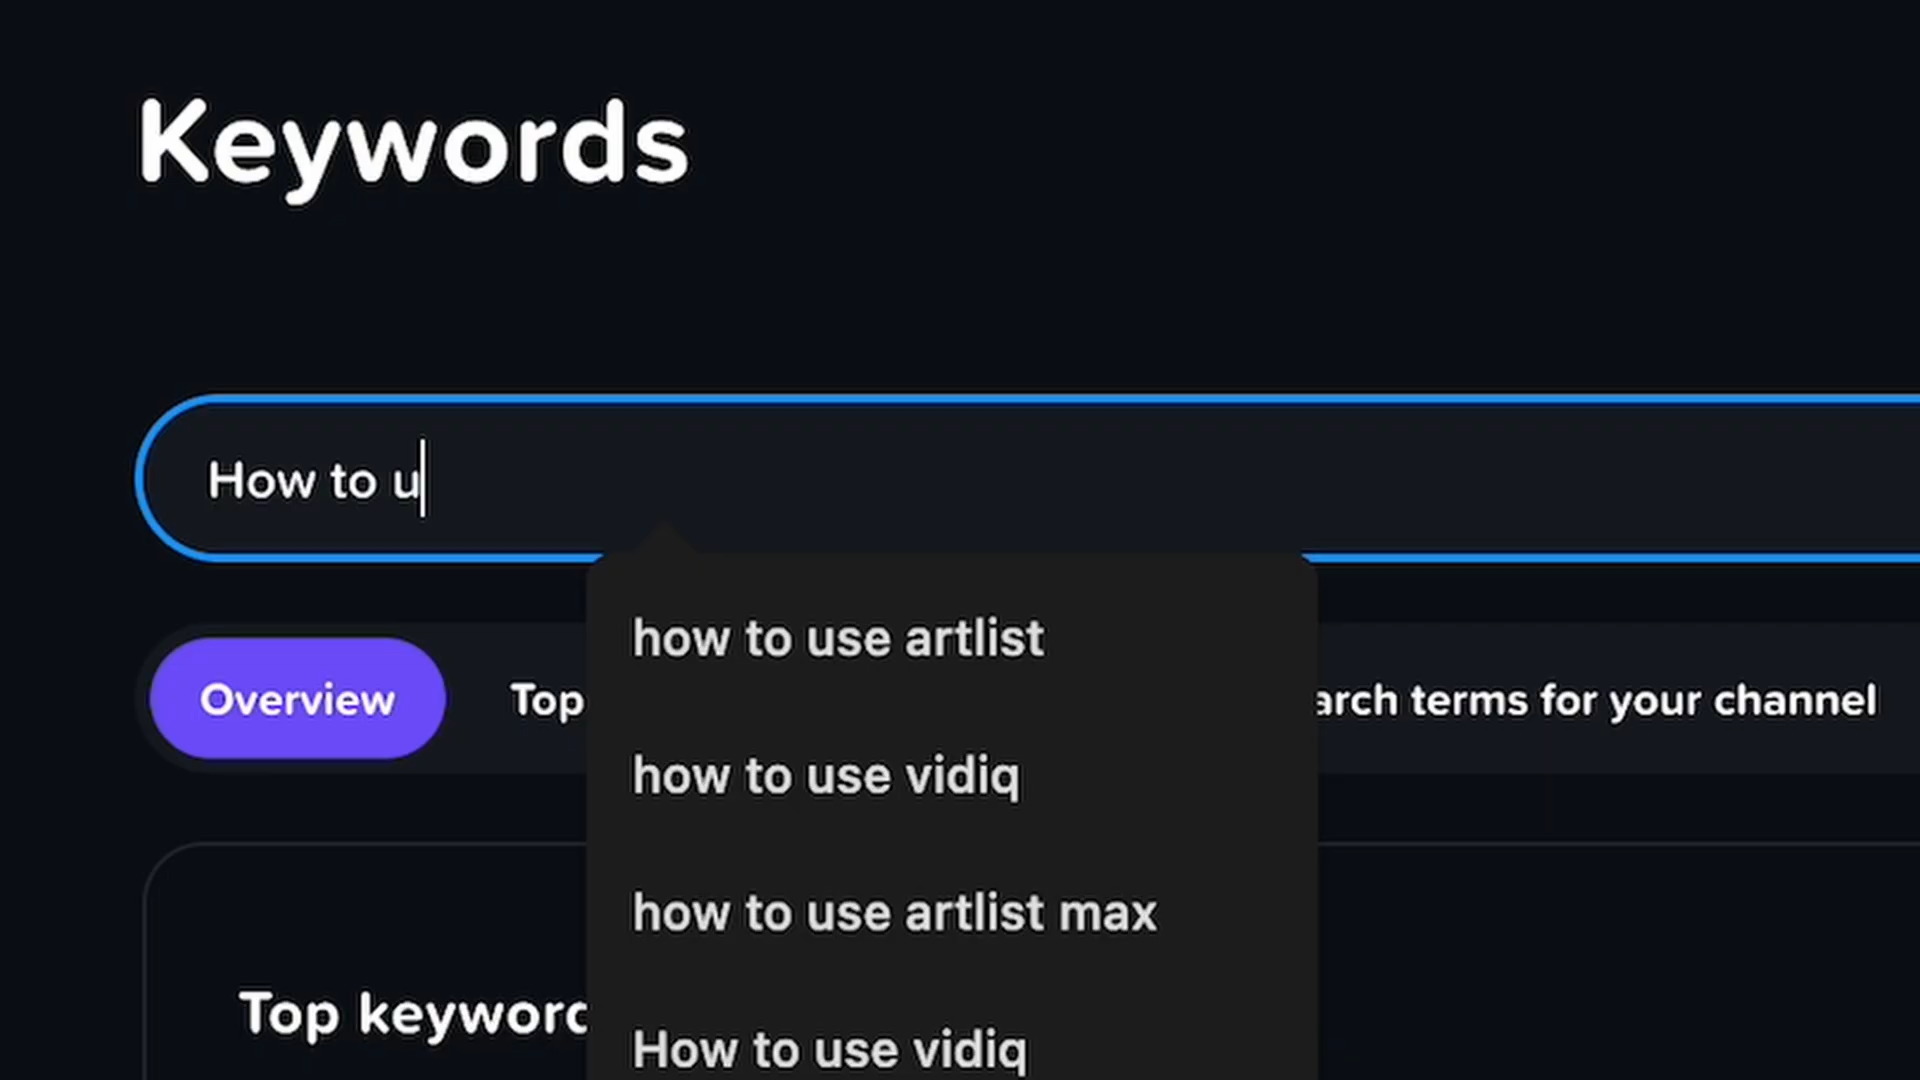 Keywords
How to u
how to use artlist
Overview
Top
arch terms for your channel
how to use vidiq
how to use artlist max
Top keyword
How to use vidiq